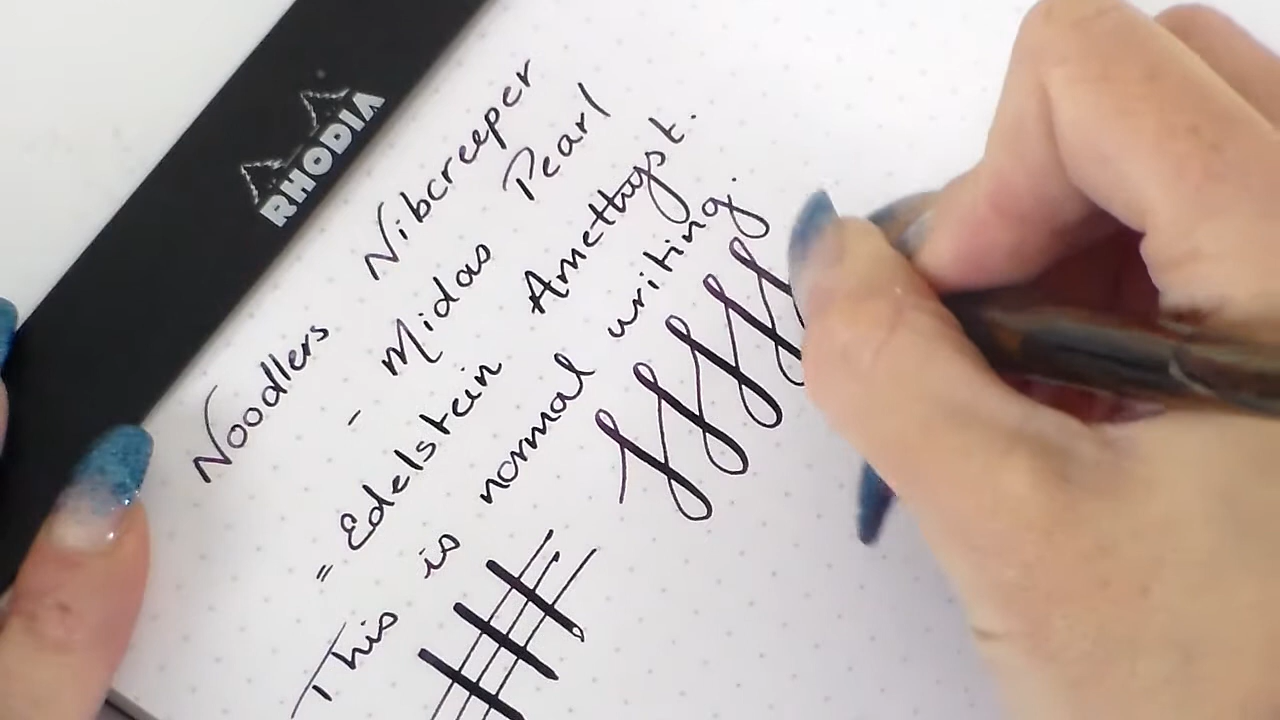 RHODIA
Noodlers Nibcreeper
- Midas Pearl
= Edelstein Amethyst.
This is normal writing.